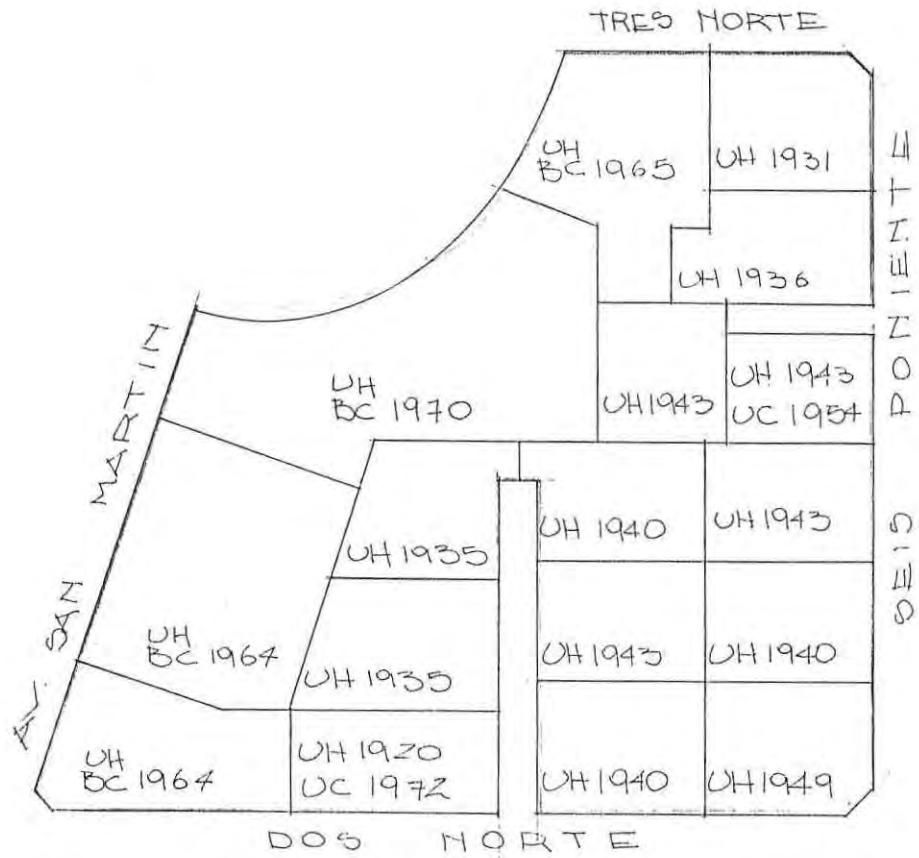 TRES NORTE
UH
BC 1965
UH 1931
UH 1936
SEIS PONIENTE
UH
BC 1970
UH 1943
UH 1943
UC 1954
AV. SAN MARTIN
UH 1935
UH 1940
UH 1943
UH
BC 1964
UH 1935
UH 1943
UH 1940
UH
BC 1964
UH 1920
UC 1972
UH 1940
UH 1949
DOS NORTE